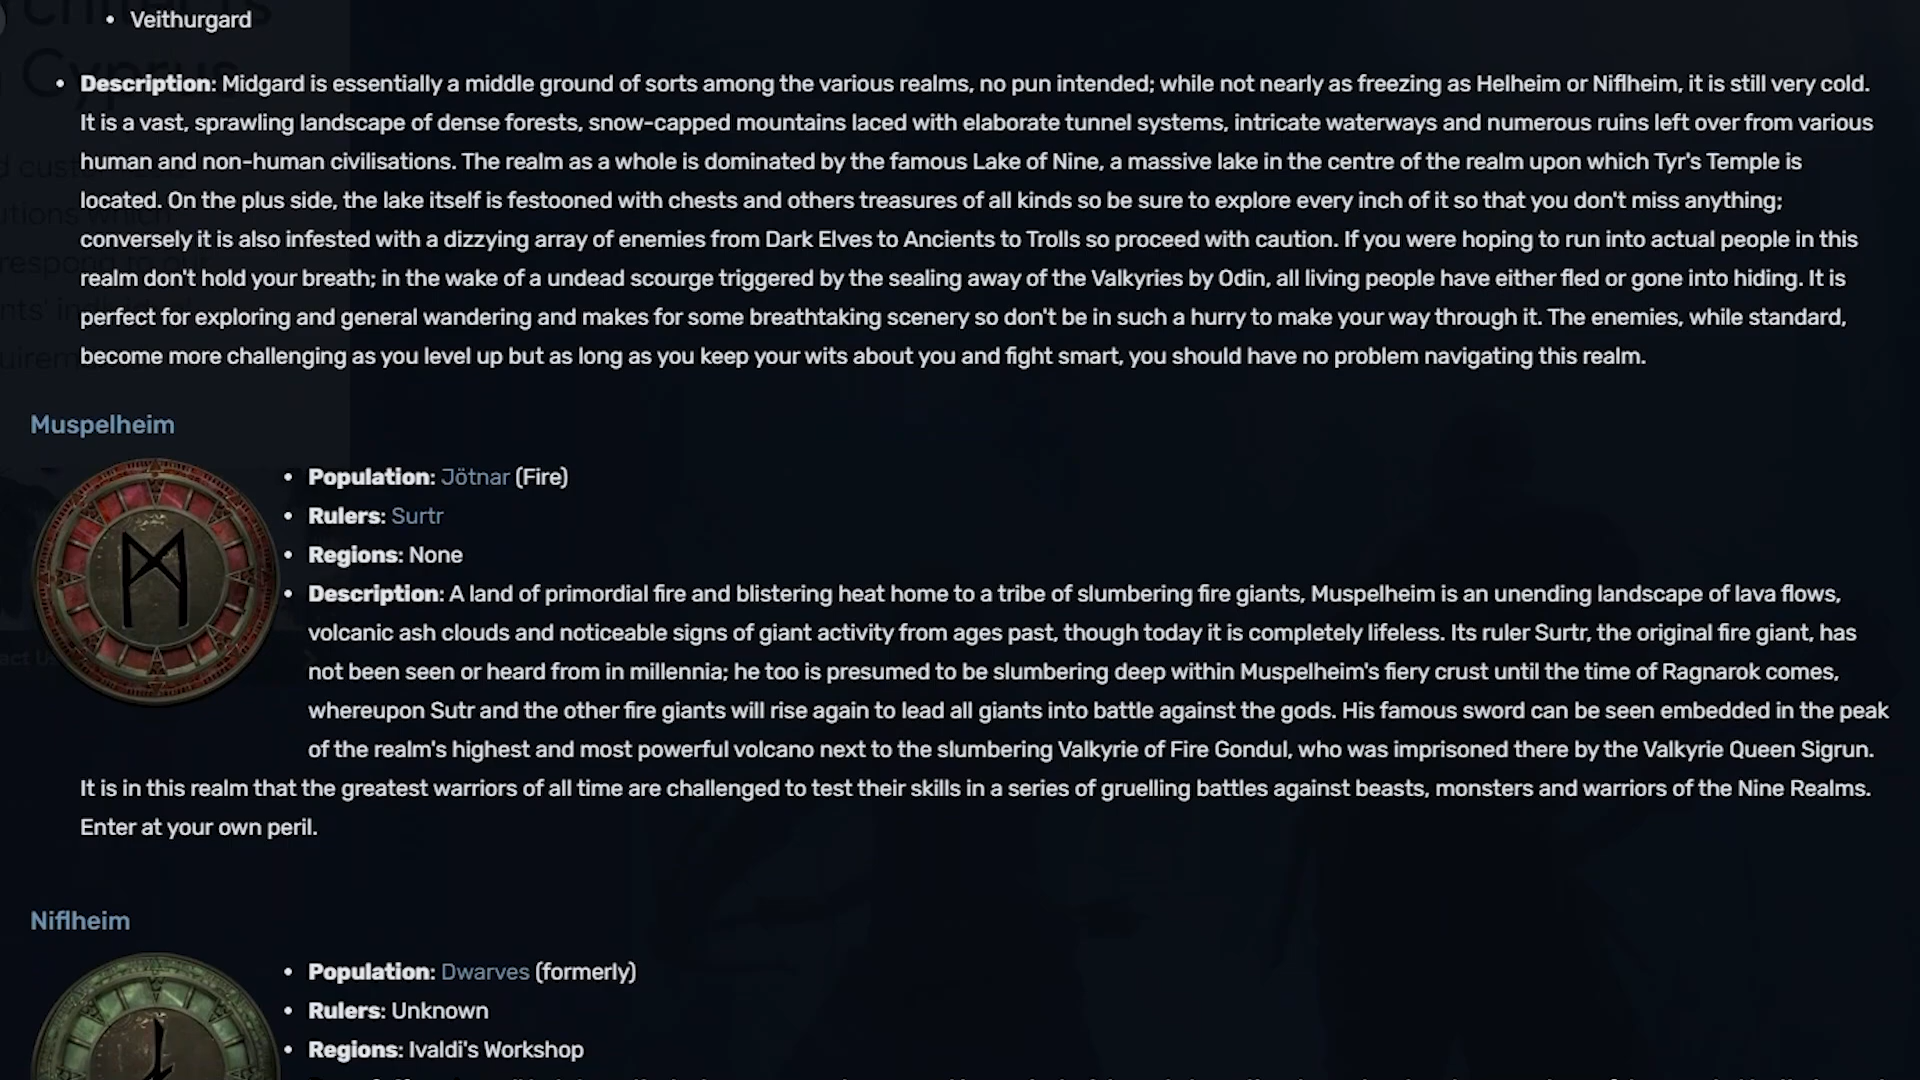 Veithurgard
Description: Midgard is essentially a middle ground of sorts among the various realms, no pun intended; while not nearly as freezing as Helheim or Niflheim, it is still very cold.
It is a vast, sprawling landscape of dense forests, snow-capped mountains laced with elaborate tunnel systems, intricate waterways and numerous ruins left over from various
human and non-human civilisations. The realm as a whole is dominated by the famous Lake of Nine, a massive lake in the centre of the realm upon which Tyr's Temple is
located. On the plus side, the lake itself is festooned with chests and others treasures of all kinds so be sure to explore every inch of it so that you don't miss anything;
conversely it is also infested with a dizzying array of enemies from Dark Elves to Ancients to Trolls so proceed with caution. If you were hoping to run into actual people in this
realm don't hold your breath; in the wake of a undead scourge triggered by the sealing away of the Valkyries by Odin, all living people have either fled or gone into hiding. It is
perfect for exploring and general wandering and makes for some breathtaking scenery so don't be in such a hurry to make your way through it. The enemies, while standard,
become more challenging as you level up but as long as you keep your wits about you and fight smart, you should have no problem navigating this realm.
Muspelheim
Population: Jötnar (Fire)
Rulers: Surtr
Regions: None
Description: A land of primordial fire and blistering heat home to a tribe of slumbering fire giants, Muspelheim is an unending landscape of lava flows,
volcanic ash clouds and noticeable signs of giant activity from ages past, though today it is completely lifeless. Its ruler Surtr, the original fire giant, has
not been seen or heard from in millennia; he too is presumed to be slumbering deep within Muspelheim's fiery crust until the time of Ragnarok comes,
whereupon Sutr and the other fire giants will rise again to lead all giants into battle against the gods. His famous sword can be seen embedded in the peak
of the realm's highest and most powerful volcano next to the slumbering Valkyrie of Fire Gondul, who was imprisoned there by the Valkyrie Queen Sigrun.
It is in this realm that the greatest warriors of all time are challenged to test their skills in a series of gruelling battles against beasts, monsters and warriors of the Nine Realms.
Enter at your own peril.
Niflheim
Population: Dwarves (formerly)
Rulers: Unknown
Regions: Ivaldi's Workshop